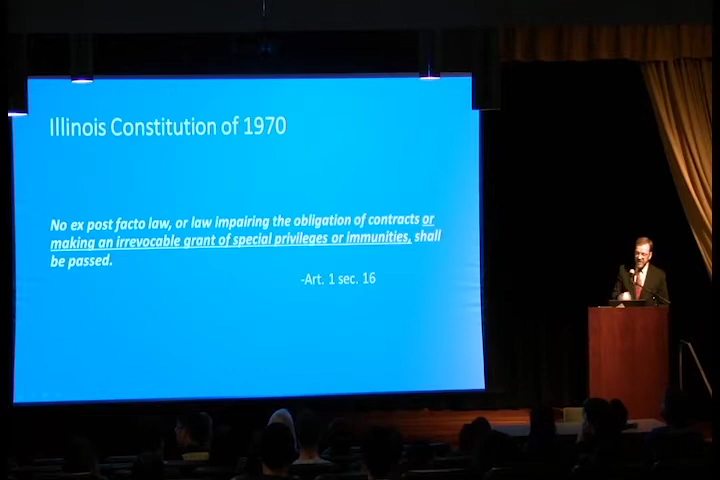 Illinois Constitution of 1970
No ex post facto law, or law impairing the obligation of contracts or
making an irrevocable grant of special privileges or immunities, shall
be passed.
-Art. 1 sec. 16